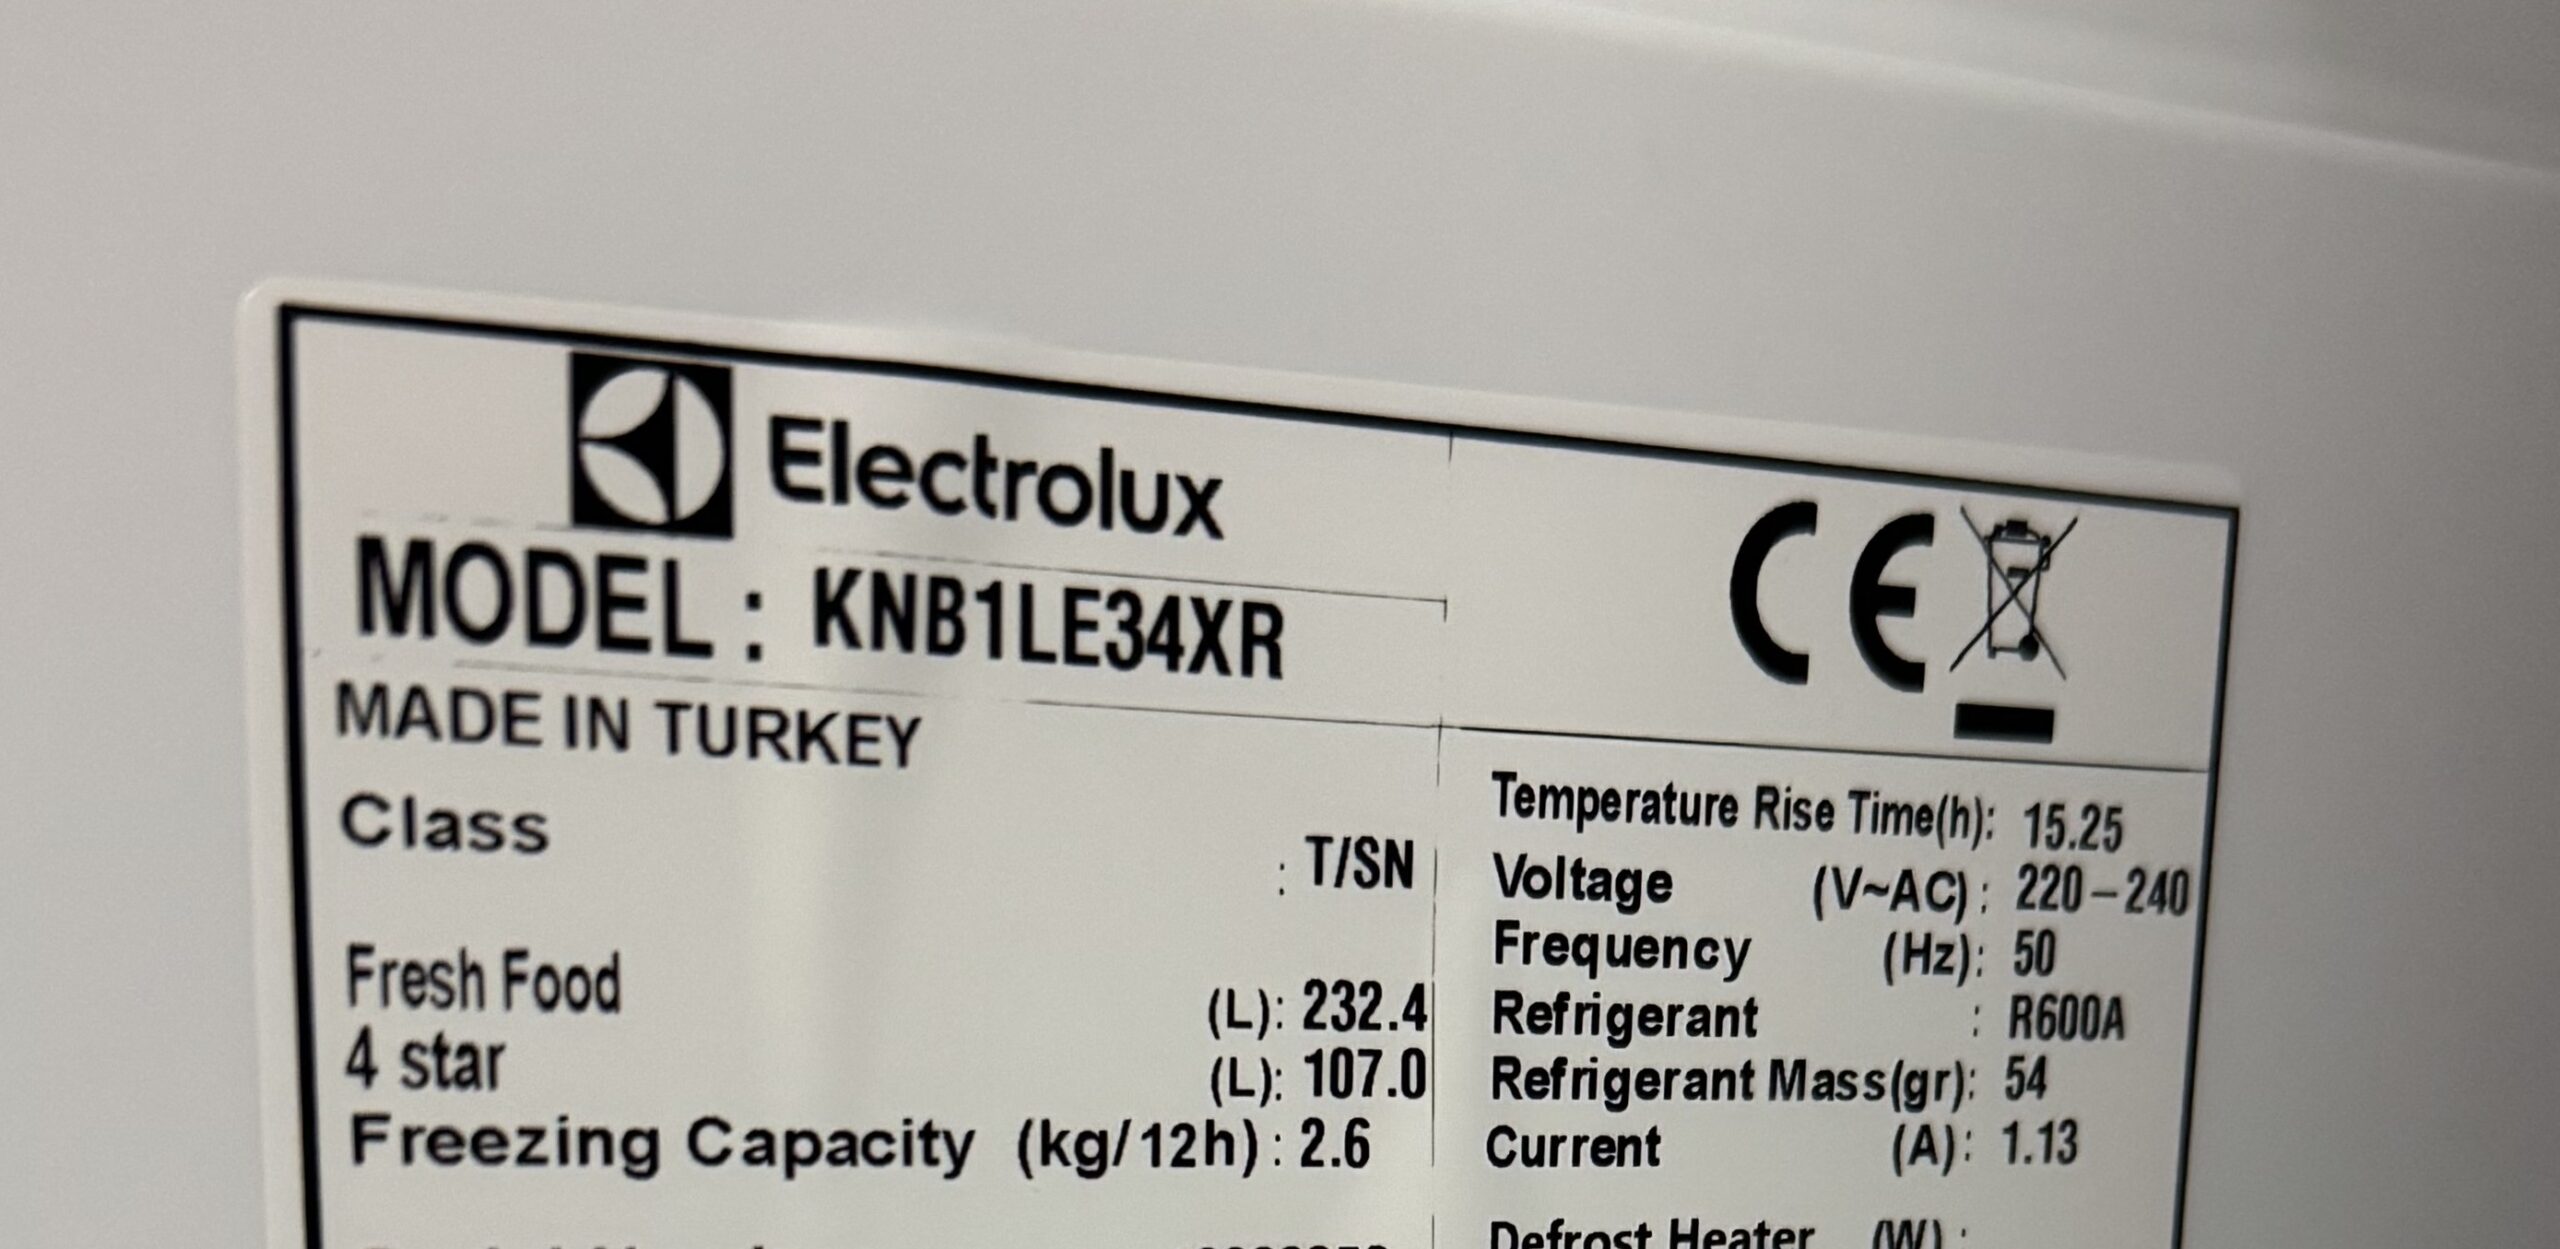 Electrolux
MODEL : KNB1LE34XR
CE
MADE IN TURKEY
Class : T/SN
Fresh Food (L): 232.4
4 star (L): 107.0
Freezing Capacity (kg/12h) : 2.6
Temperature Rise Time(h): 15.25
Voltage (V~AC) : 220–240
Frequency (Hz): 50
Refrigerant : R600A
Refrigerant Mass(gr): 54
Current (A): 1.13
Defrost Heater (W) :